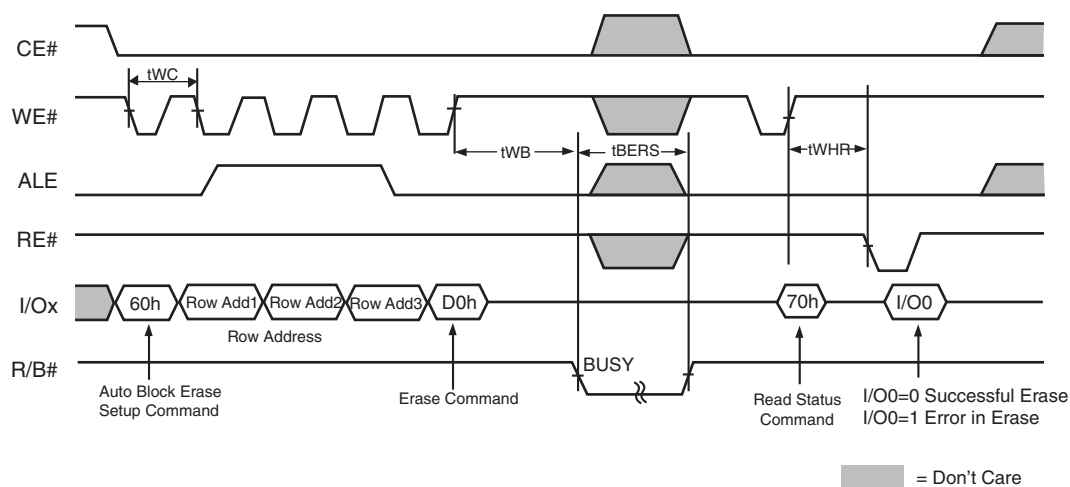 CE#
tWC
WE#
tWB
tBERS
tWHR
ALE
RE#
I/Ox
60h
Row Add1
Row Add2
Row Add3
D0h
70h
I/O0
Row Address
R/B#
BUSY
Auto Block Erase
Setup Command
Erase Command
Read Status
Command
I/O0=0 Successful Erase
I/O0=1 Error in Erase
= Don't Care